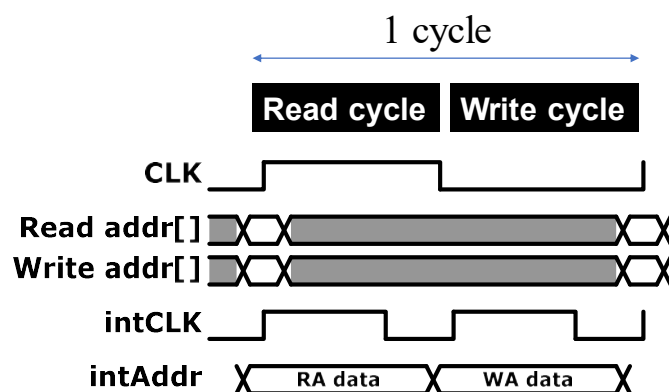 1 cycle
Read cycle Write cycle
CLK
Read addr[]
Write addr[]
intCLK
intAddr RA data WA data